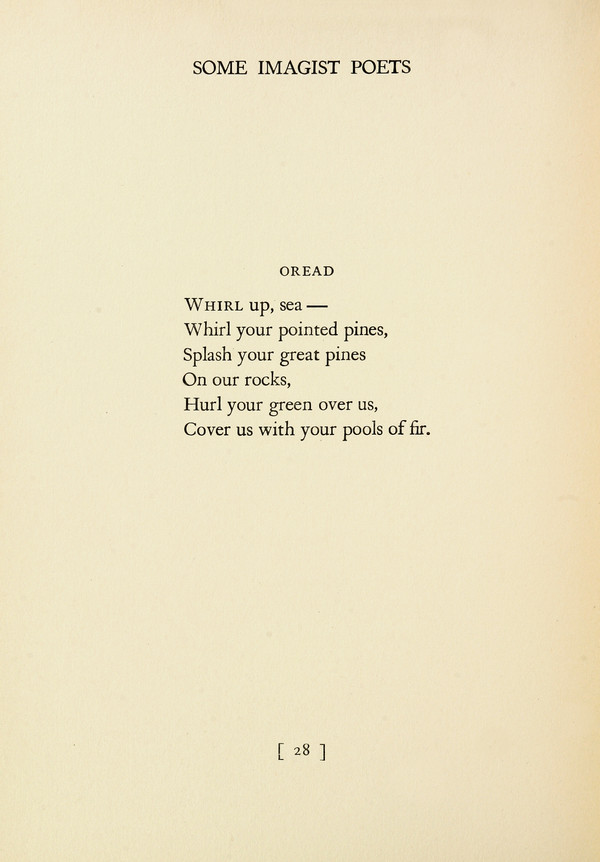 SOME IMAGIST POETS
OREAD
WHIRL up, sea —
Whirl your pointed pines,
Splash your great pines
On our rocks,
Hurl your green over us,
Cover us with your pools of fir.
[ 28 ]